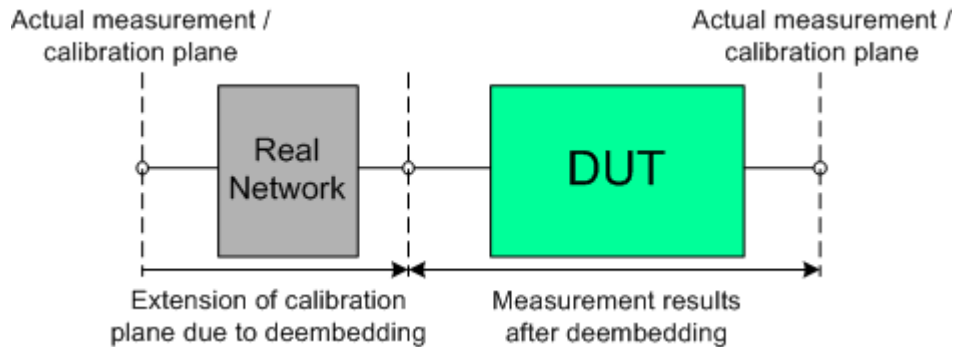 Actual measurement /
calibration plane
Actual measurement /
calibration plane
Real
Network
DUT
Extension of calibration
plane due to deembedding
Measurement results
after deembedding